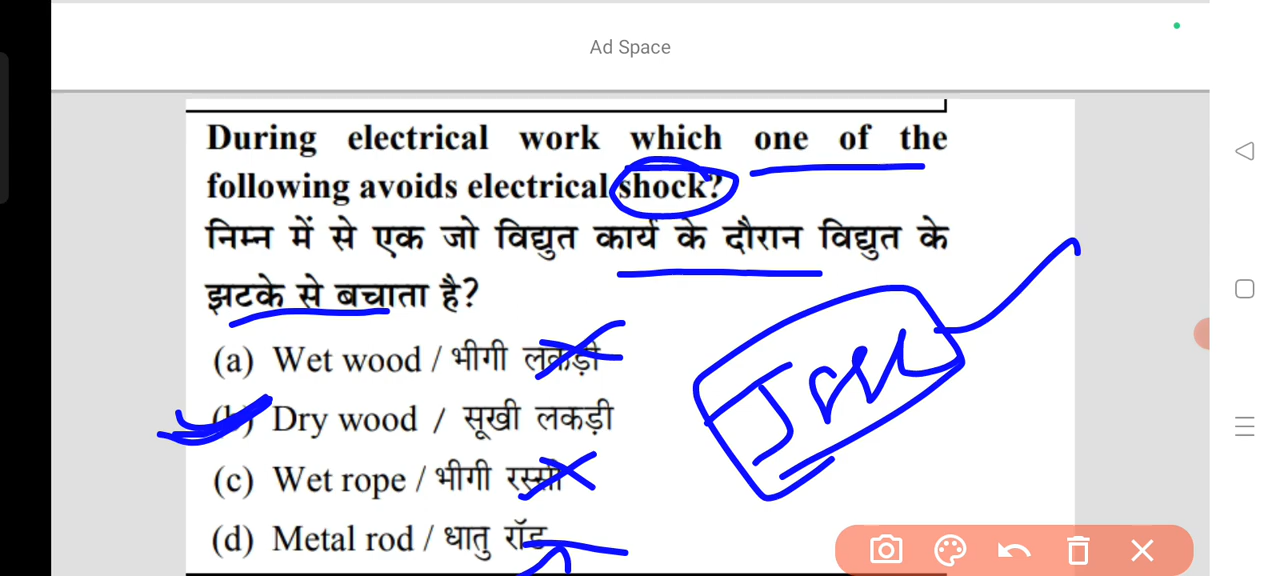 Ad Space
During electrical work which one of the
following avoids electrical shock?
निम्न में से एक जो विद्युत कार्य के दौरान विद्युत के
झटके से बचाता है?
(a) Wet wood / भीगी लकड़ी
(b) Dry wood / सूखी लकड़ी
(c) Wet rope / भीगी रस्सी
(d) Metal rod / धातु रॉड